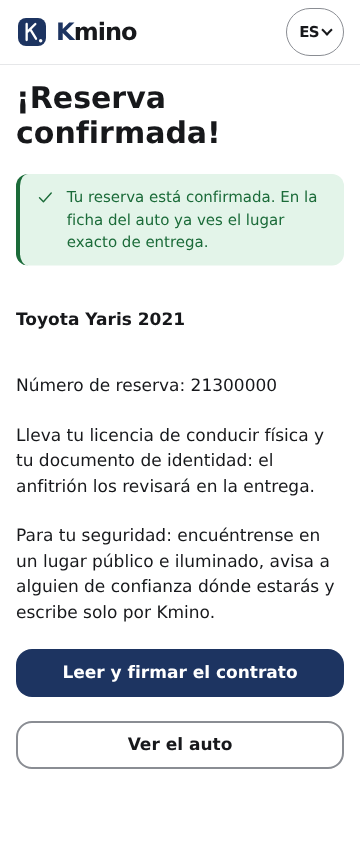 Kmino
ES
¡Reserva
confirmada!
Tu reserva está confirmada. En la
ficha del auto ya ves el lugar
exacto de entrega.
Toyota Yaris 2021
Número de reserva: 21300000
Lleva tu licencia de conducir física y
tu documento de identidad: el
anfitrión los revisará en la entrega.
Para tu seguridad: encuéntrense en
un lugar público e iluminado, avisa a
alguien de confianza dónde estarás y
escribe solo por Kmino.
Leer y firmar el contrato
Ver el auto